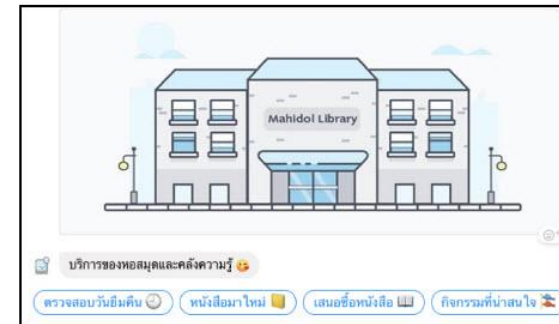 Mahidol Library
บริการของหอสมุดและคลังความรู้ 😘
ตรวจสอบวันยืมคืน 🕘 หนังสือมาใหม่ 📒 เสนอซื้อหนังสือ 📖 กิจกรรมที่น่าสนใจ